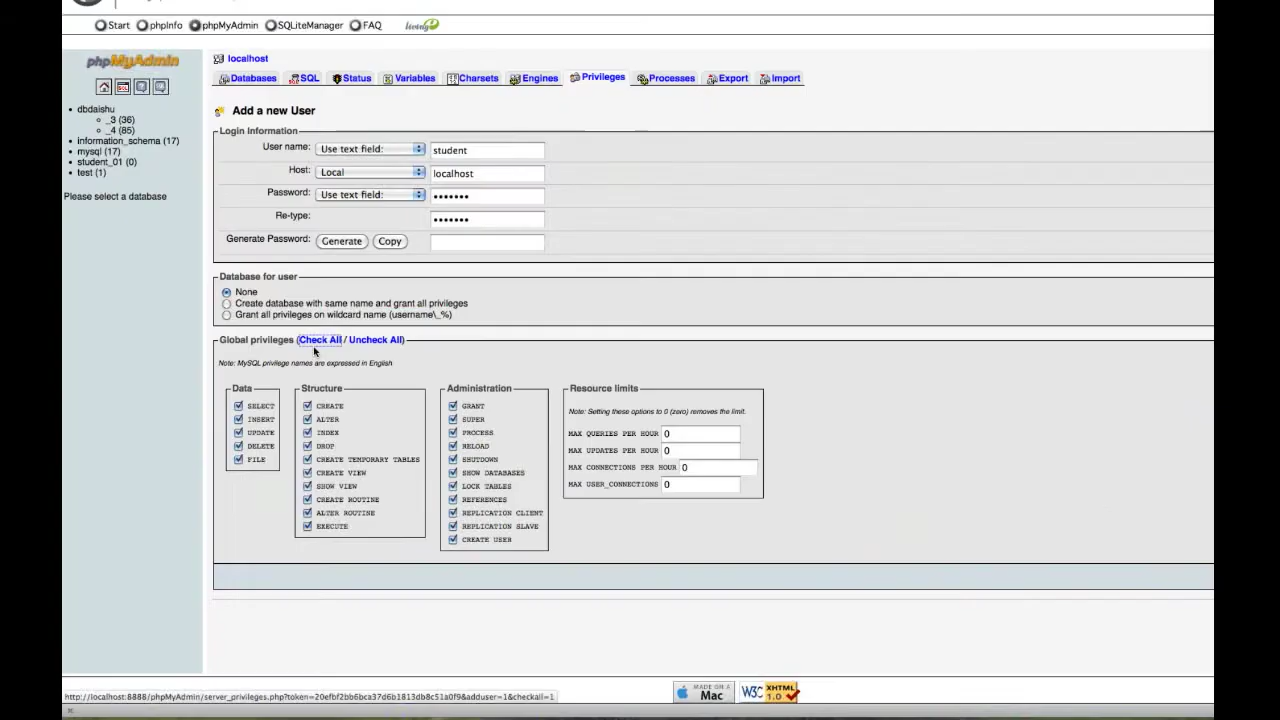 Start phpInfo phpMyAdmin SQLiteManager FAQ living e
phpMyAdmin
localhost
Databases SQL Status Variables Charsets Engines Privileges Processes Export Import
dbdaishu
_3 (36)
_4 (85)
information_schema (17)
mysql (17)
student_01 (0)
test (1)
Please select a database
Add a new User
Login Information
User name: Use text field: student
Host: Local localhost
Password: Use text field: •••••••
Re-type: •••••••
Generate Password: Generate Copy
Database for user
None
Create database with same name and grant all privileges
Grant all privileges on wildcard name (username\_%)
Global privileges (Check All / Uncheck All)
Note: MySQL privilege names are expressed in English
Data
SELECT
INSERT
UPDATE
DELETE
FILE
Structure
CREATE
ALTER
INDEX
DROP
CREATE TEMPORARY TABLES
CREATE VIEW
SHOW VIEW
CREATE ROUTINE
ALTER ROUTINE
EXECUTE
Administration
GRANT
SUPER
PROCESS
RELOAD
SHUTDOWN
SHOW DATABASES
LOCK TABLES
REFERENCES
REPLICATION CLIENT
REPLICATION SLAVE
CREATE USER
Resource limits
Note: Setting these options to 0 (zero) removes the limit.
MAX QUERIES PER HOUR 0
MAX UPDATES PER HOUR 0
MAX CONNECTIONS PER HOUR 0
MAX USER_CONNECTIONS 0
http://localhost:8888/phpMyAdmin/server_privileges.php?token=20efbf2bb6bca37d6b1813db8c51a0f9&adduser=1&checkall=1
MADE ON A Mac
W3C XHTML 1.0